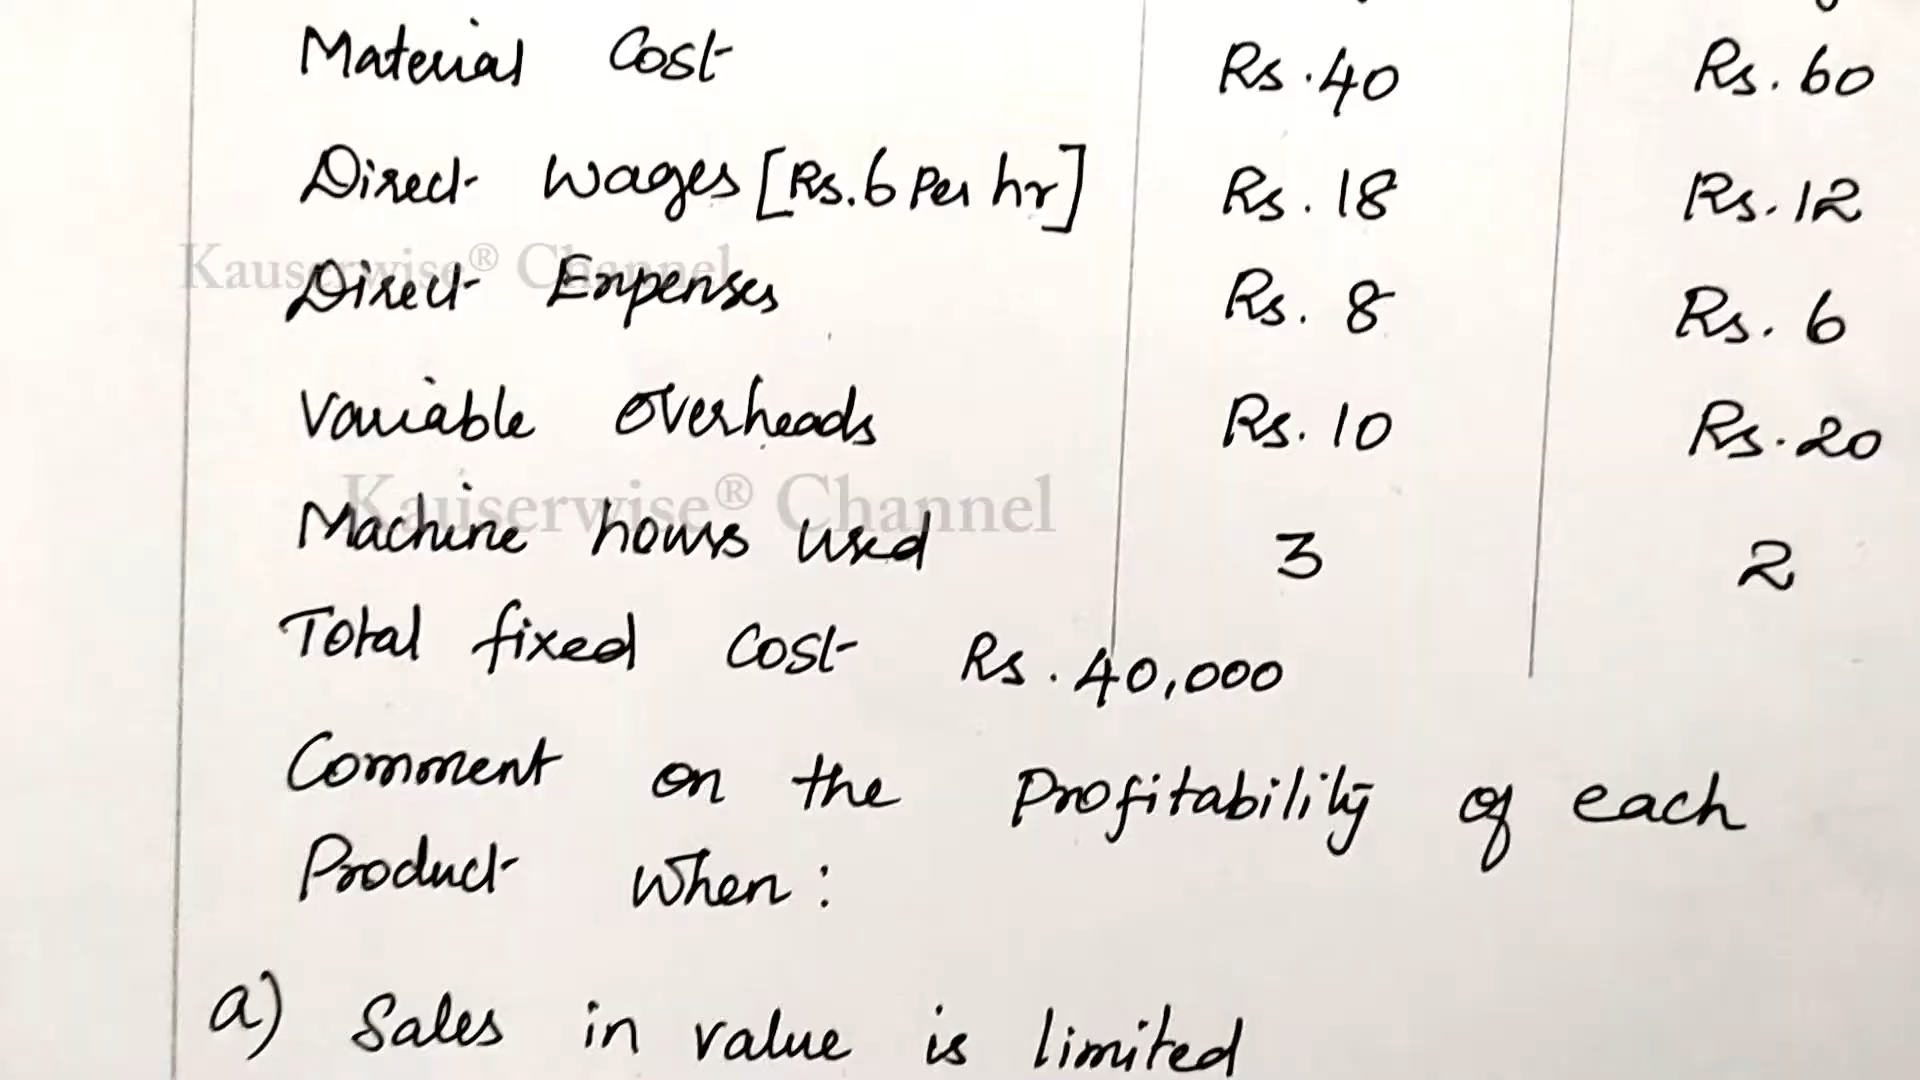 Material Cost Rs. 40 Rs. 60
Direct Wages [Rs. 6 Per hr] Rs. 18 Rs. 12
Kauserwise® Channel
Direct Expenses Rs. 8 Rs. 6
Variable overheads Rs. 10 Rs. 20
Kauserwise® Channel
Machine hours used 3 2
Total fixed Cost Rs. 40,000
Comment on the Profitability of each
Product When:
a) Sales in value is limited